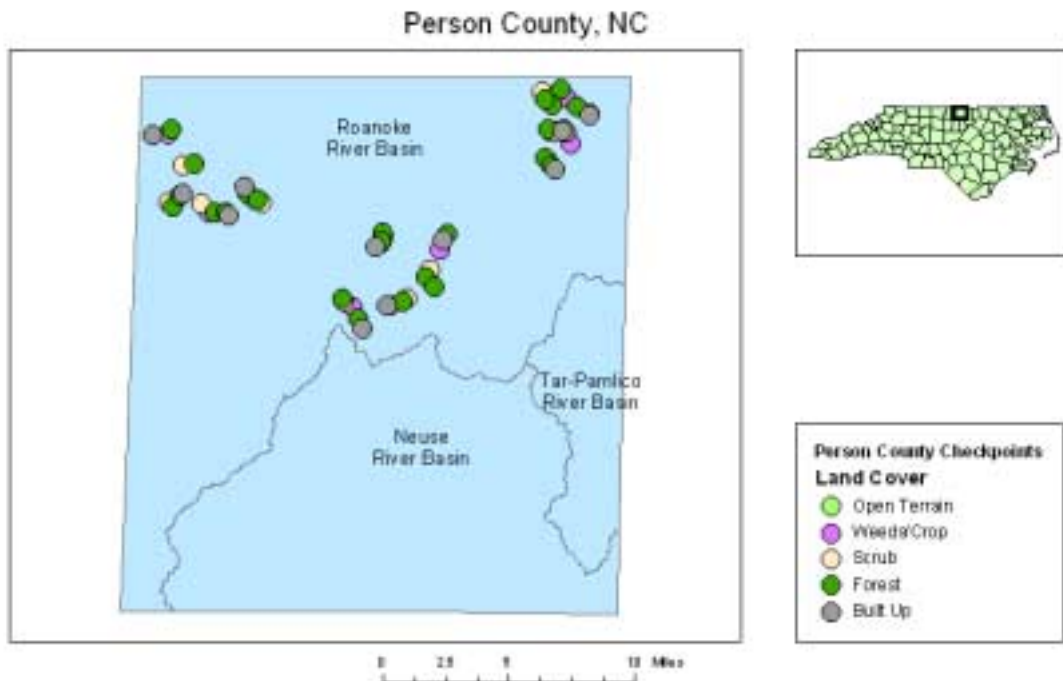 Person County, NC
Roanoke
River Basin
Tar-Pamlico
River Basin
Neuse
River Basin
Person County Checkpoints
Land Cover
Open Terrain
Weeds/Crop
Scrub
Forest
Built Up
0 2.5 5 10 Miles